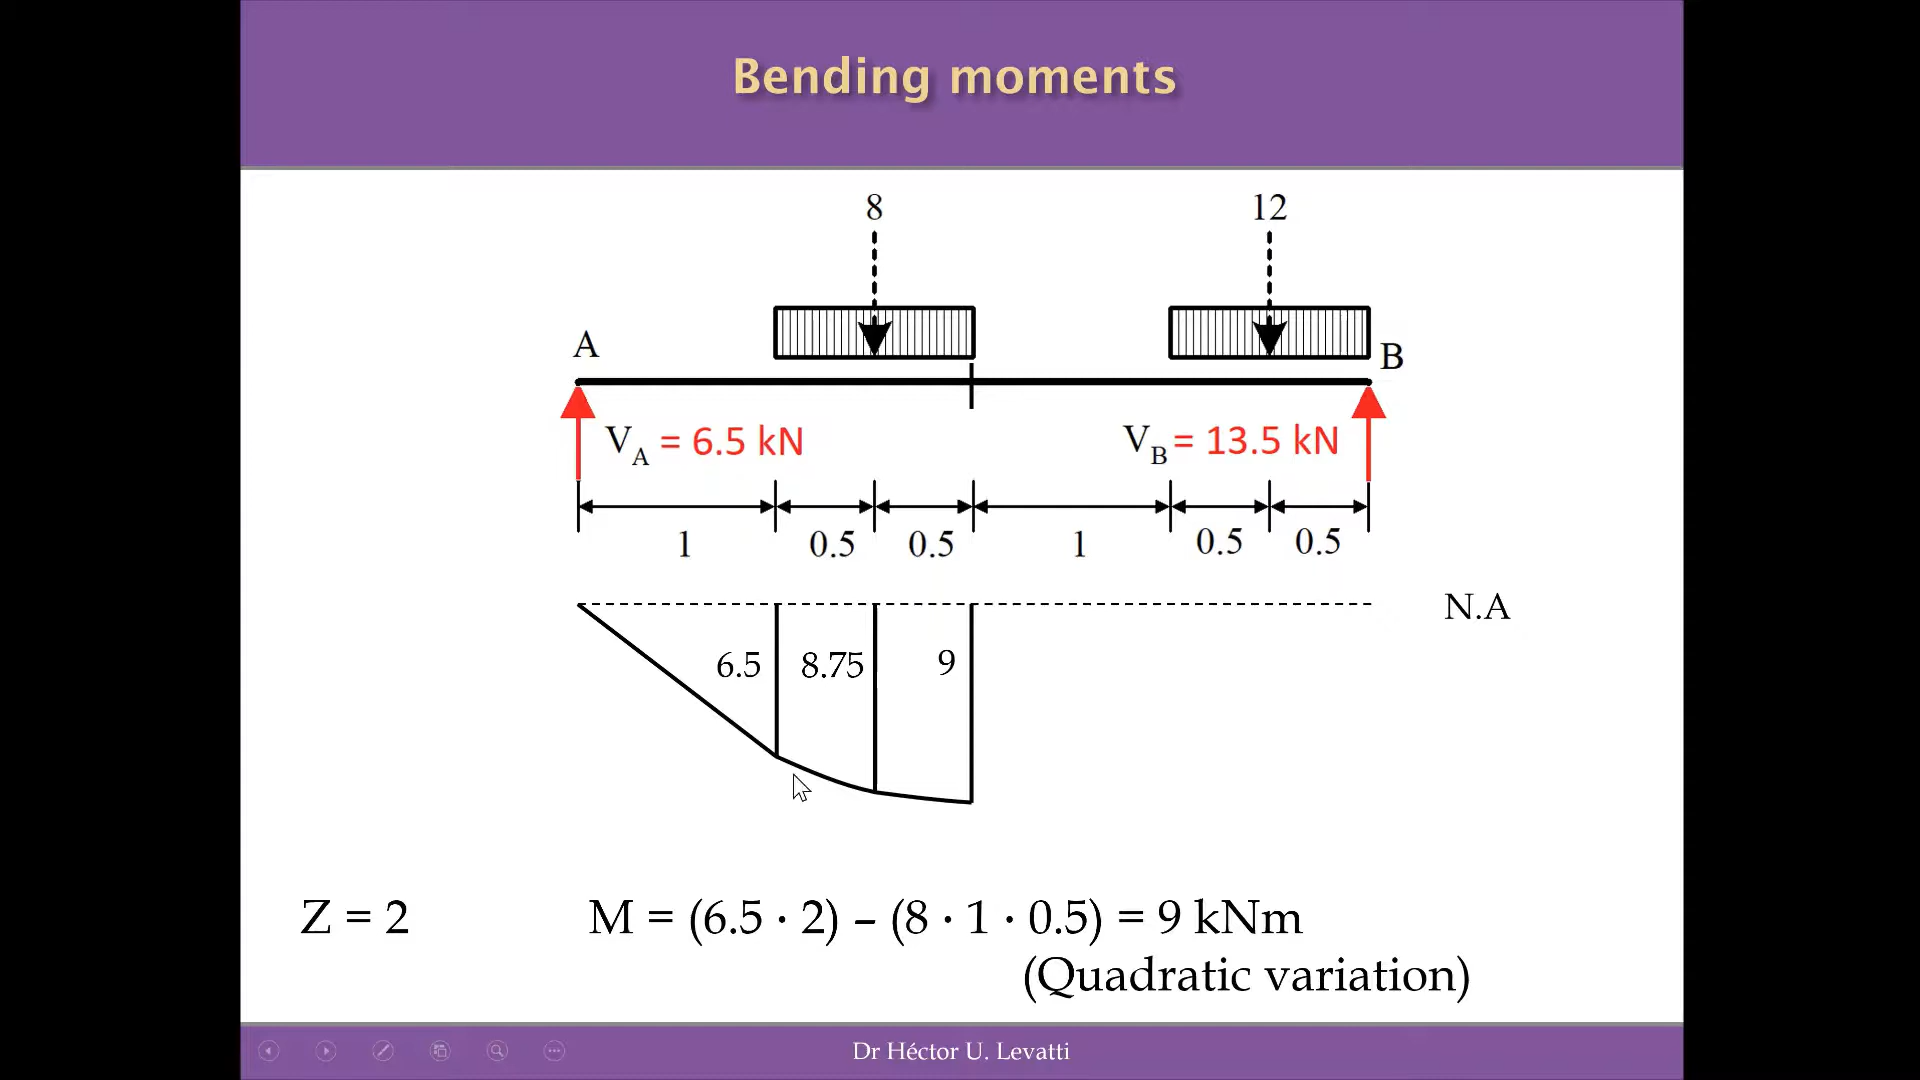 Bending moments
8
12
A
B
V_A = 6.5 kN
V_B = 13.5 kN
1
0.5
0.5
1
0.5
0.5
N.A
6.5
8.75
9
Z = 2
M = (6.5 · 2) – (8 · 1 · 0.5) = 9 kNm
(Quadratic variation)
Dr Héctor U. Levatti